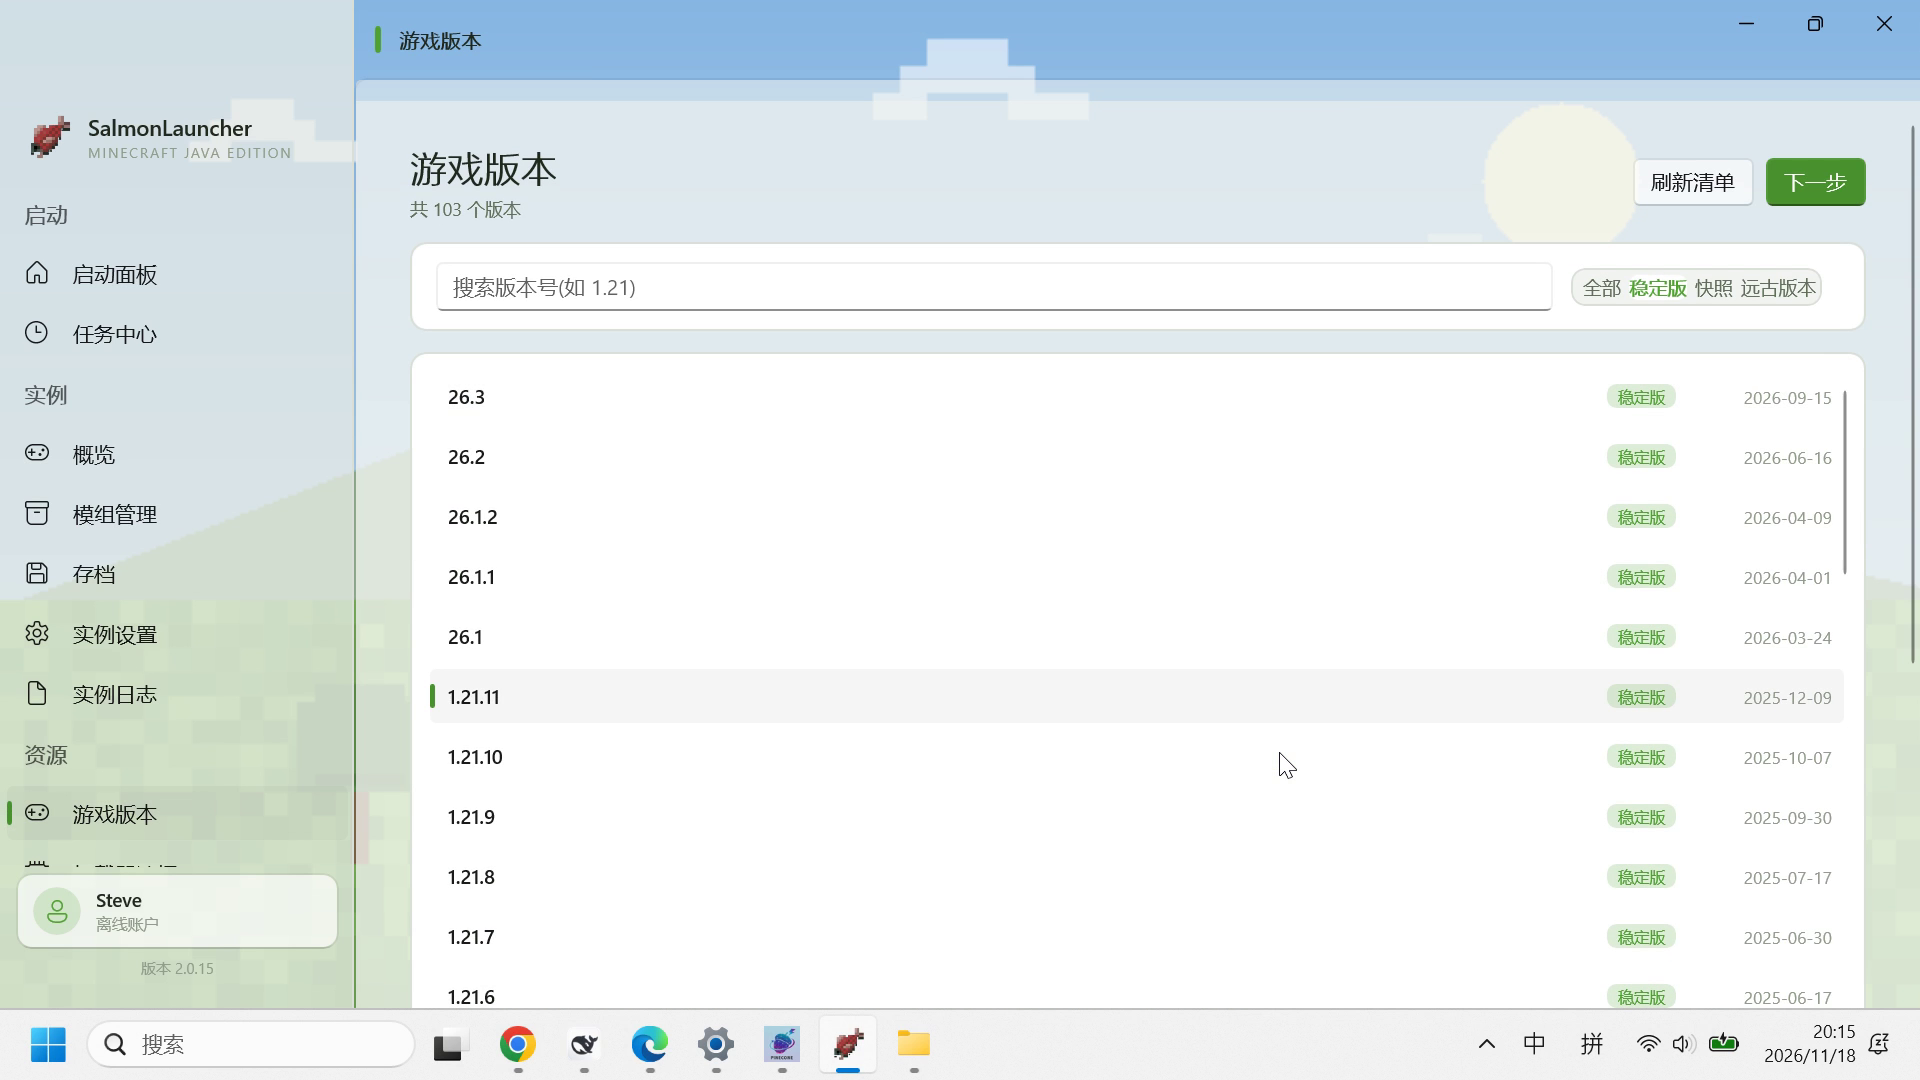 游戏版本
SalmonLauncher
MINECRAFT JAVA EDITION
启动
启动面板
任务中心
实例
概览
模组管理
存档
实例设置
实例日志
资源
游戏版本
Steve
离线账户
版本 2.0.15
游戏版本
共 103 个版本
刷新清单
下一步
搜索版本号(如 1.21)
全部 稳定版 快照 远古版本
26.3 稳定版 2026-09-15
26.2 稳定版 2026-06-16
26.1.2 稳定版 2026-04-09
26.1.1 稳定版 2026-04-01
26.1 稳定版 2026-03-24
1.21.11 稳定版 2025-12-09
1.21.10 稳定版 2025-10-07
1.21.9 稳定版 2025-09-30
1.21.8 稳定版 2025-07-17
1.21.7 稳定版 2025-06-30
1.21.6 稳定版 2025-06-17
搜索
PINECONE
中
拼
20:15
2026/11/18